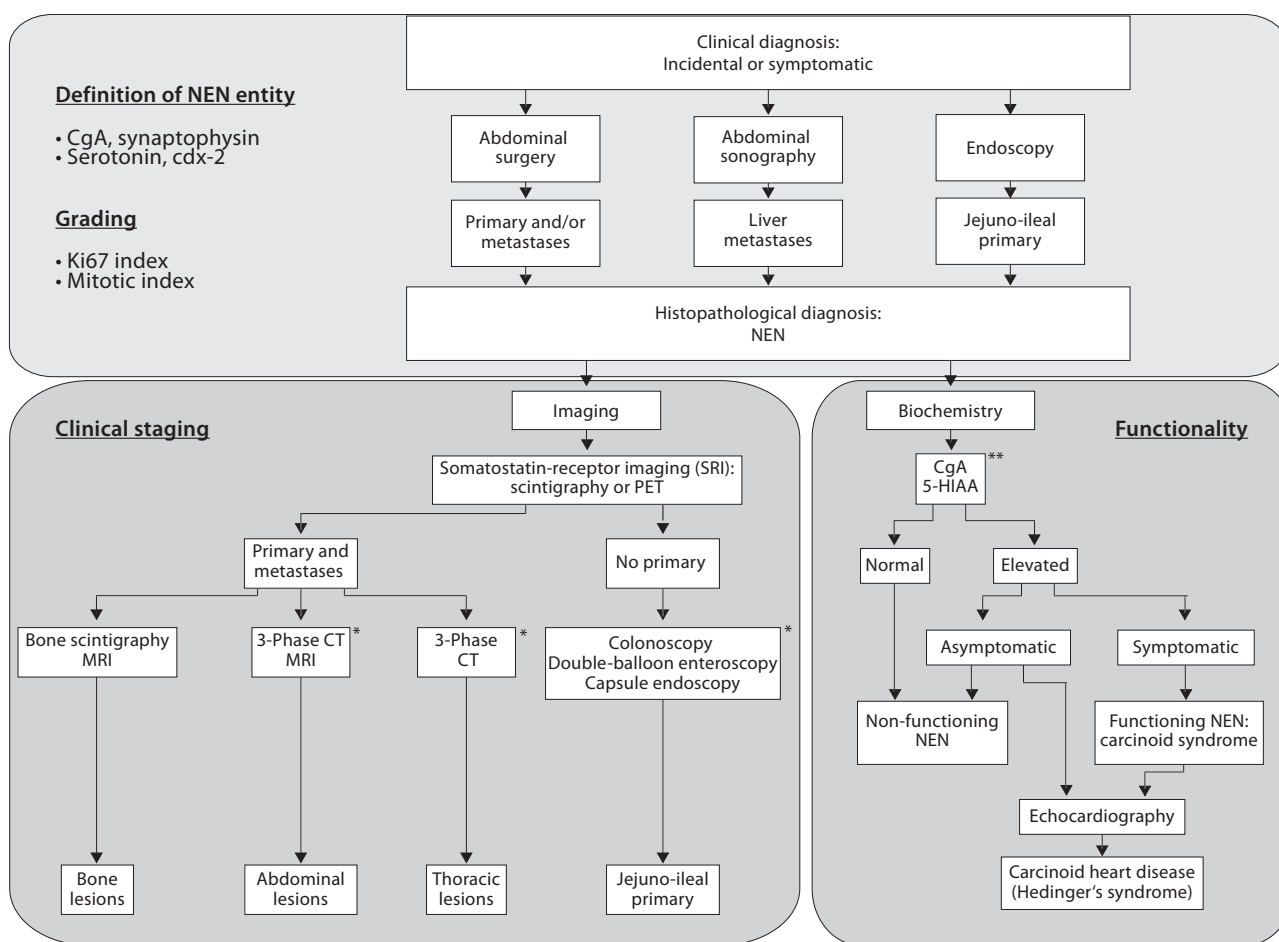 Clinical diagnosis:
Incidental or symptomatic
Definition of NEN entity
• CgA, synaptophysin
• Serotonin, cdx-2
Grading
• Ki67 index
• Mitotic index
Abdominal
surgery
Abdominal
sonography
Endoscopy
Primary and/or
metastases
Liver
metastases
Jejuno-ileal
primary
Histopathological diagnosis:
NEN
Clinical staging
Imaging
Somatostatin-receptor imaging (SRI):
scintigraphy or PET
Primary and
metastases
No primary
Bone scintigraphy
MRI
3-Phase CT *
MRI
3-Phase *
CT
Colonoscopy *
Double-balloon enteroscopy
Capsule endoscopy
Bone
lesions
Abdominal
lesions
Thoracic
lesions
Jejuno-ileal
primary
Functionality
Biochemistry
CgA **
5-HIAA
Normal
Elevated
Asymptomatic
Symptomatic
Non-functioning
NEN
Functioning NEN:
carcinoid syndrome
Echocardiography
Carcinoid heart disease
(Hedinger's syndrome)